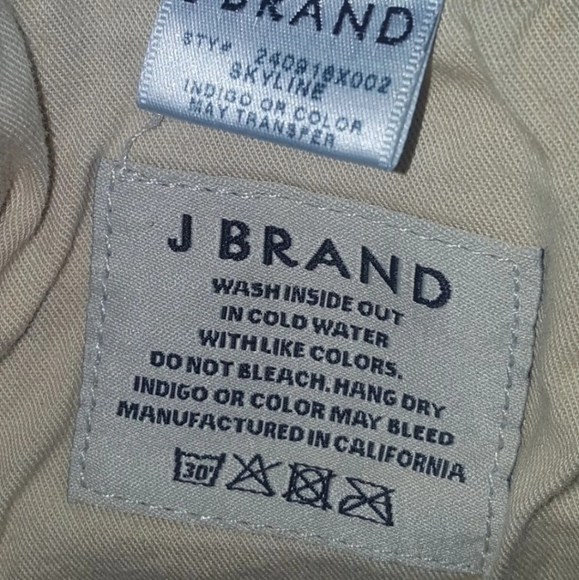 J BRAND
STY# 240918X002
SKYLINE
INDIGO OR COLOR
MAY TRANSFER
J BRAND
WASH INSIDE OUT
IN COLD WATER
WITH LIKE COLORS.
DO NOT BLEACH. HANG DRY
INDIGO OR COLOR MAY BLEED
MANUFACTURED IN CALIFORNIA
30°